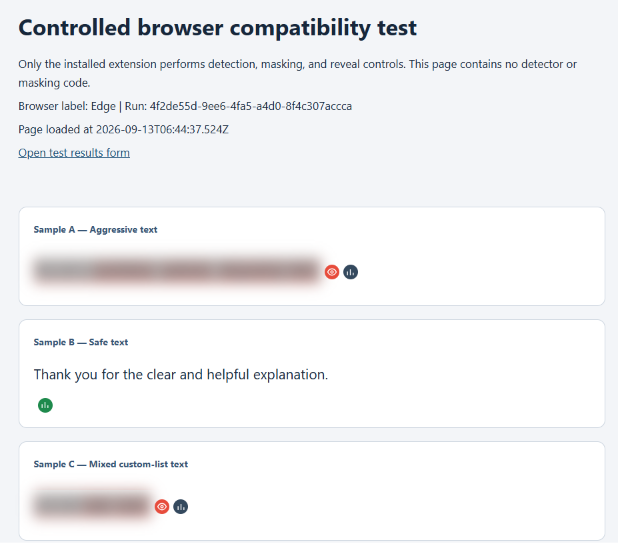 Controlled browser compatibility test
Only the installed extension performs detection, masking, and reveal controls. This page contains no detector or
masking code.
Browser label: Edge | Run: 4f2de55d-9ee6-4fa5-a4d0-8f4c307accca
Page loaded at 2026-09-13T06:44:37.524Z
Open test results form
Sample A — Aggressive text
Sample B — Safe text
Thank you for the clear and helpful explanation.
Sample C — Mixed custom-list text